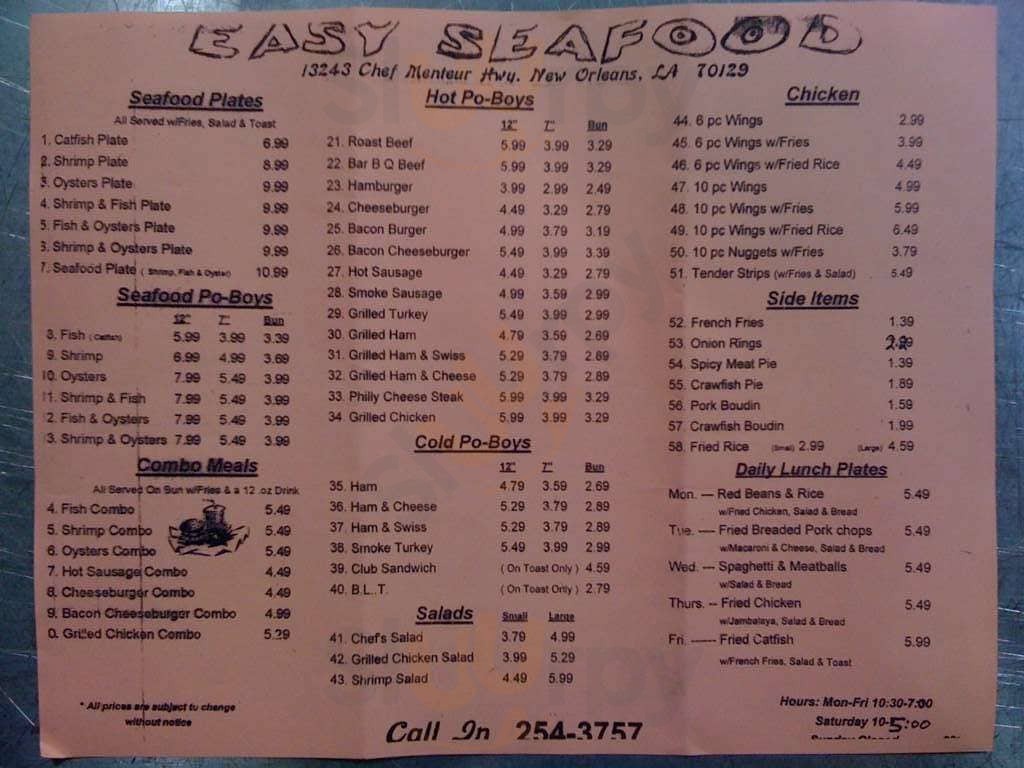 EASY SEAFOOD
13243 Chef Menteur Hwy. New Orleans, LA 70129
Seafood Plates
All Served w/Fries, Salad & Toast
1. Catfish Plate 6.99
2. Shrimp Plate 8.99
3. Oysters Plate 9.99
4. Shrimp & Fish Plate 9.99
5. Fish & Oysters Plate 9.99
6. Shrimp & Oysters Plate 9.99
7. Seafood Plate ( Shrimp, Fish & Oyster) 10.99
Seafood Po-Boys
12" 7" Bun
8. Fish ( Catfish) 5.99 3.99 3.39
9. Shrimp 6.99 4.99 3.69
10. Oysters 7.99 5.49 3.99
11. Shrimp & Fish 7.99 5.49 3.99
2. Fish & Oysters 7.99 5.49 3.99
3. Shrimp & Oysters 7.99 5.49 3.99
Combo Meals
All Served On Bun w/Fries & a 12 .oz Drink
4. Fish Combo 5.49
5. Shrimp Combo 5.49
6. Oysters Combo 5.49
7. Hot Sausage Combo 4.49
8. Cheeseburger Combo 4.49
9. Bacon Cheeseburger Combo 4.99
0. Grilled Chicken Combo 5.29
* All prices are subject to change
without notice
Hot Po-Boys
12" 7" Bun
21. Roast Beef 5.99 3.99 3.29
22. Bar B Q Beef 5.99 3.99 3.29
23. Hamburger 3.99 2.99 2.49
24. Cheeseburger 4.49 3.29 2.79
25. Bacon Burger 4.99 3.79 3.19
26. Bacon Cheeseburger 5.49 3.99 3.39
27. Hot Sausage 4.49 3.29 2.79
28. Smoke Sausage 4.99 3.59 2.99
29. Grilled Turkey 5.49 3.99 2.99
30. Grilled Ham 4.79 3.59 2.69
31. Grilled Ham & Swiss 5.29 3.79 2.89
32. Grilled Ham & Cheese 5.29 3.79 2.89
33. Philly Cheese Steak 5.99 3.99 3.29
34. Grilled Chicken 5.99 3.99 3.29
Cold Po-Boys
12" 7" Bun
35. Ham 4.79 3.59 2.69
36. Ham & Cheese 5.29 3.79 2.89
37. Ham & Swiss 5.29 3.79 2.89
38. Smoke Turkey 5.49 3.99 2.99
39. Club Sandwich ( On Toast Only ) 4.59
40. B.L..T. ( On Toast Only ) 2.79
Salads Small Large
41. Chef's Salad 3.79 4.99
42. Grilled Chicken Salad 3.99 5.29
43. Shrimp Salad 4.49 5.99
Call In 254-3757
Chicken
44. 6 pc Wings 2.99
45. 6 pc Wings w/Fries 3.99
46. 6 pc Wings w/Fried Rice 4.49
47. 10 pc Wings 4.99
48. 10 pc Wings w/Fries 5.99
49. 10 pc Wings w/Fried Rice 6.49
50. 10 pc Nuggets w/Fries 3.79
51. Tender Strips (w/Fries & Salad) 5.49
Side Items
52. French Fries 1.39
53. Onion Rings
54. Spicy Meat Pie 1.39
55. Crawfish Pie 1.89
56. Pork Boudin 1.59
57. Crawfish Boudin 1.99
58. Fried Rice (Small) 2.99 (Large) 4.59
Daily Lunch Plates
Mon. --- Red Beans & Rice 5.49
w/Fried Chicken, Salad & Bread
Tue. ---- Fried Breaded Pork chops 5.49
w/Macaroni & Cheese, Salad & Bread
Wed. --- Spaghetti & Meatballs 5.49
w/Salad & Bread
Thurs. -- Fried Chicken 5.49
w/Jambalaya, Salad & Bread
Fri. ------ Fried Catfish 5.99
w/French Fries, Salad & Toast
Hours: Mon-Fri 10:30-7:00
Saturday 10-5:00
Sunday Closed